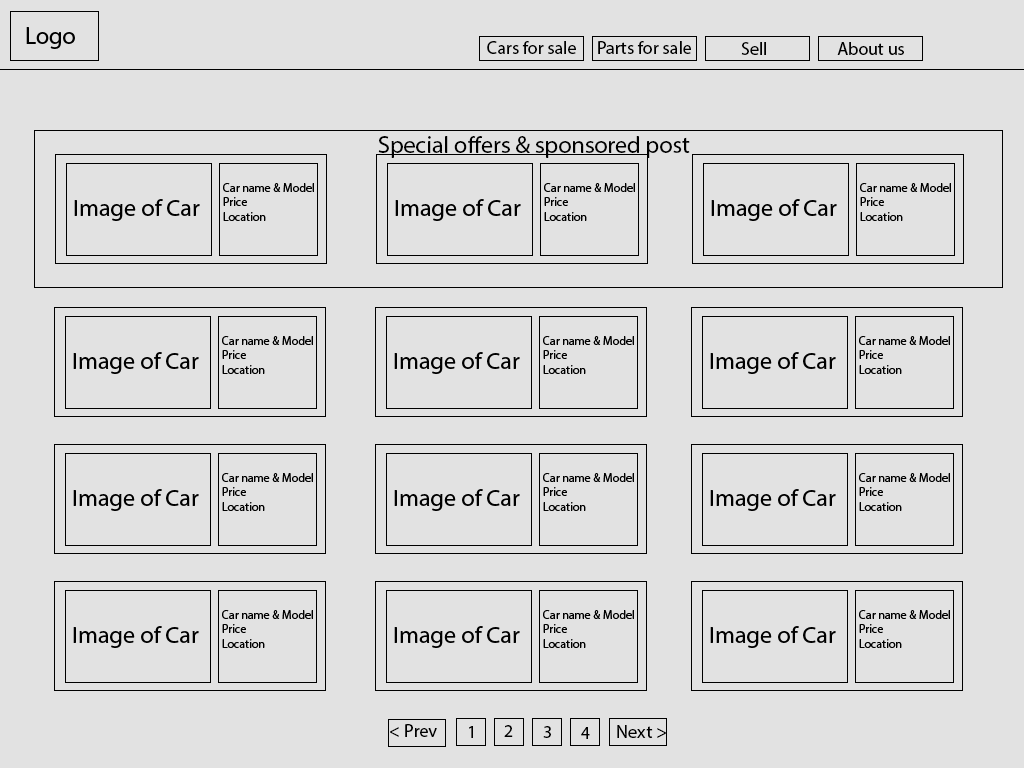 Logo
Cars for sale
Parts for sale
Sell
About us
Special offers & sponsored post
Image of Car
Car name & Model
Price
Location
Image of Car
Car name & Model
Price
Location
Image of Car
Car name & Model
Price
Location
Image of Car
Car name & Model
Price
Location
Image of Car
Car name & Model
Price
Location
Image of Car
Car name & Model
Price
Location
Image of Car
Car name & Model
Price
Location
Image of Car
Car name & Model
Price
Location
Image of Car
Car name & Model
Price
Location
Image of Car
Car name & Model
Price
Location
Image of Car
Car name & Model
Price
Location
Image of Car
Car name & Model
Price
Location
< Prev
1
2
3
4
Next >